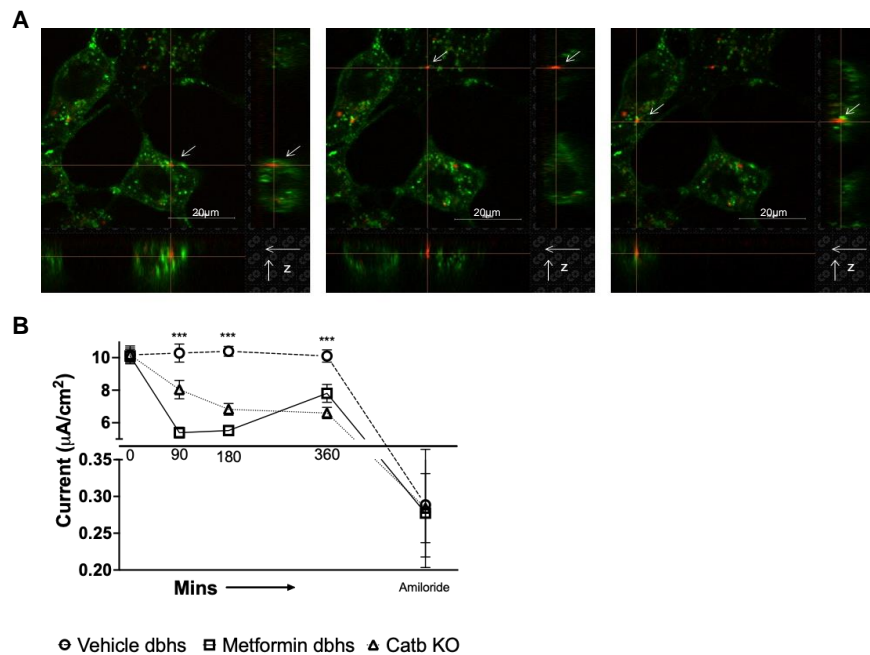 A
20µm
z
20µm
z
20µm
z
B
*** *** ***
Current (µA/cm²)
10
8
6
0 90 180 360
0.35
0.30
0.25
0.20
Mins
Amiloride
Vehicle dbhs Metformin dbhs Catb KO